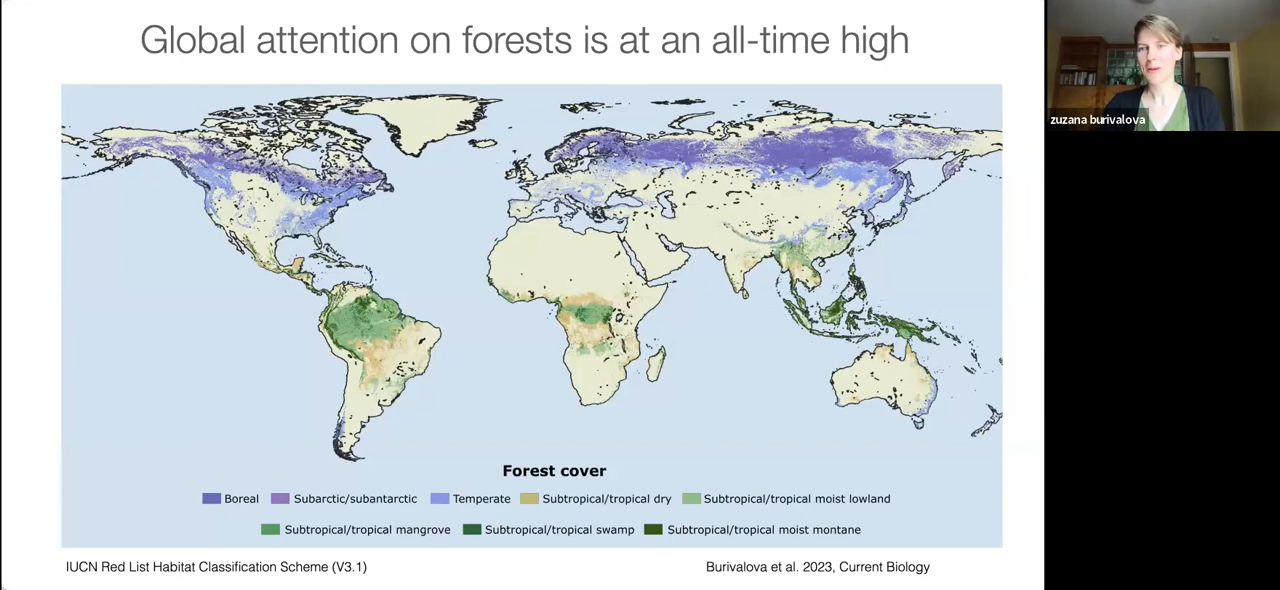 Global attention on forests is at an all-time high
zuzana burivalova
Forest cover
Boreal Subarctic/subantarctic Temperate Subtropical/tropical dry Subtropical/tropical moist lowland
Subtropical/tropical mangrove Subtropical/tropical swamp Subtropical/tropical moist montane
IUCN Red List Habitat Classification Scheme (V3.1) Burivalova et al. 2023, Current Biology